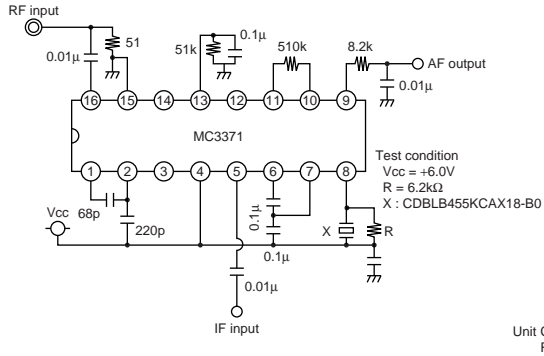 RF input
0.01μ
51
51k
0.1μ
510k
8.2k
AF output
0.01μ
16 15 14 13 12 11 10 9
MC3371
1 2 3 4 5 6 7 8
Test condition
Vcc = +6.0V
R = 6.2kΩ
X : CDBLB455KCAX18-B0
68p
Vcc
220p
0.1μ
0.1μ
X
R
0.01μ
IF input
Unit C